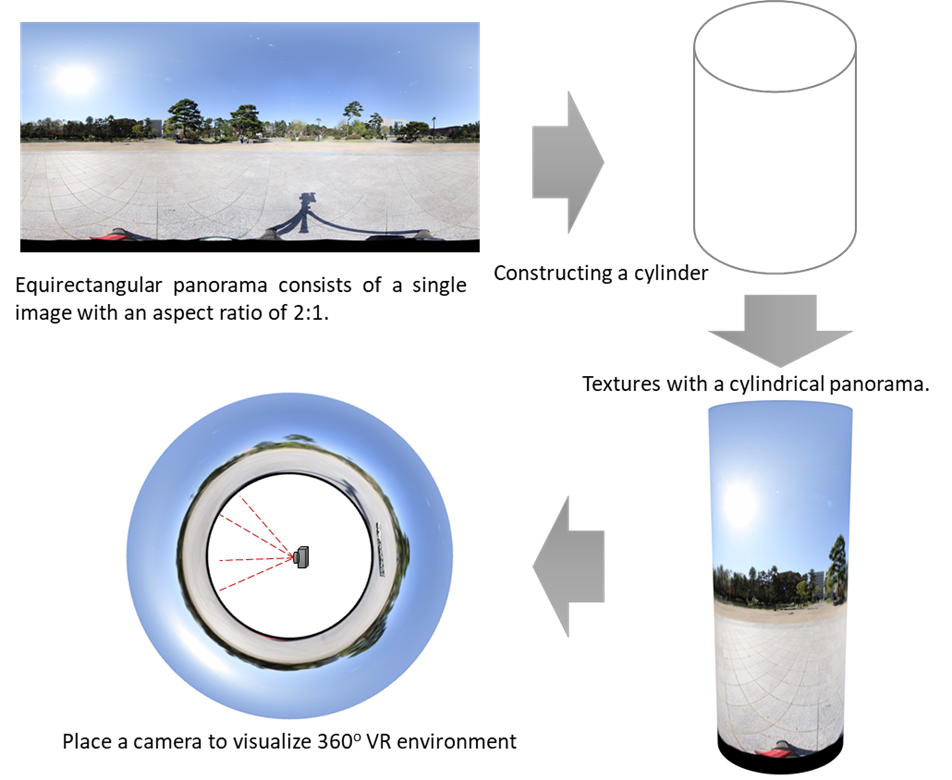 Equirectangular panorama consists of a single
image with an aspect ratio of 2:1.
Constructing a cylinder
Textures with a cylindrical panorama.
Place a camera to visualize 360° VR environment